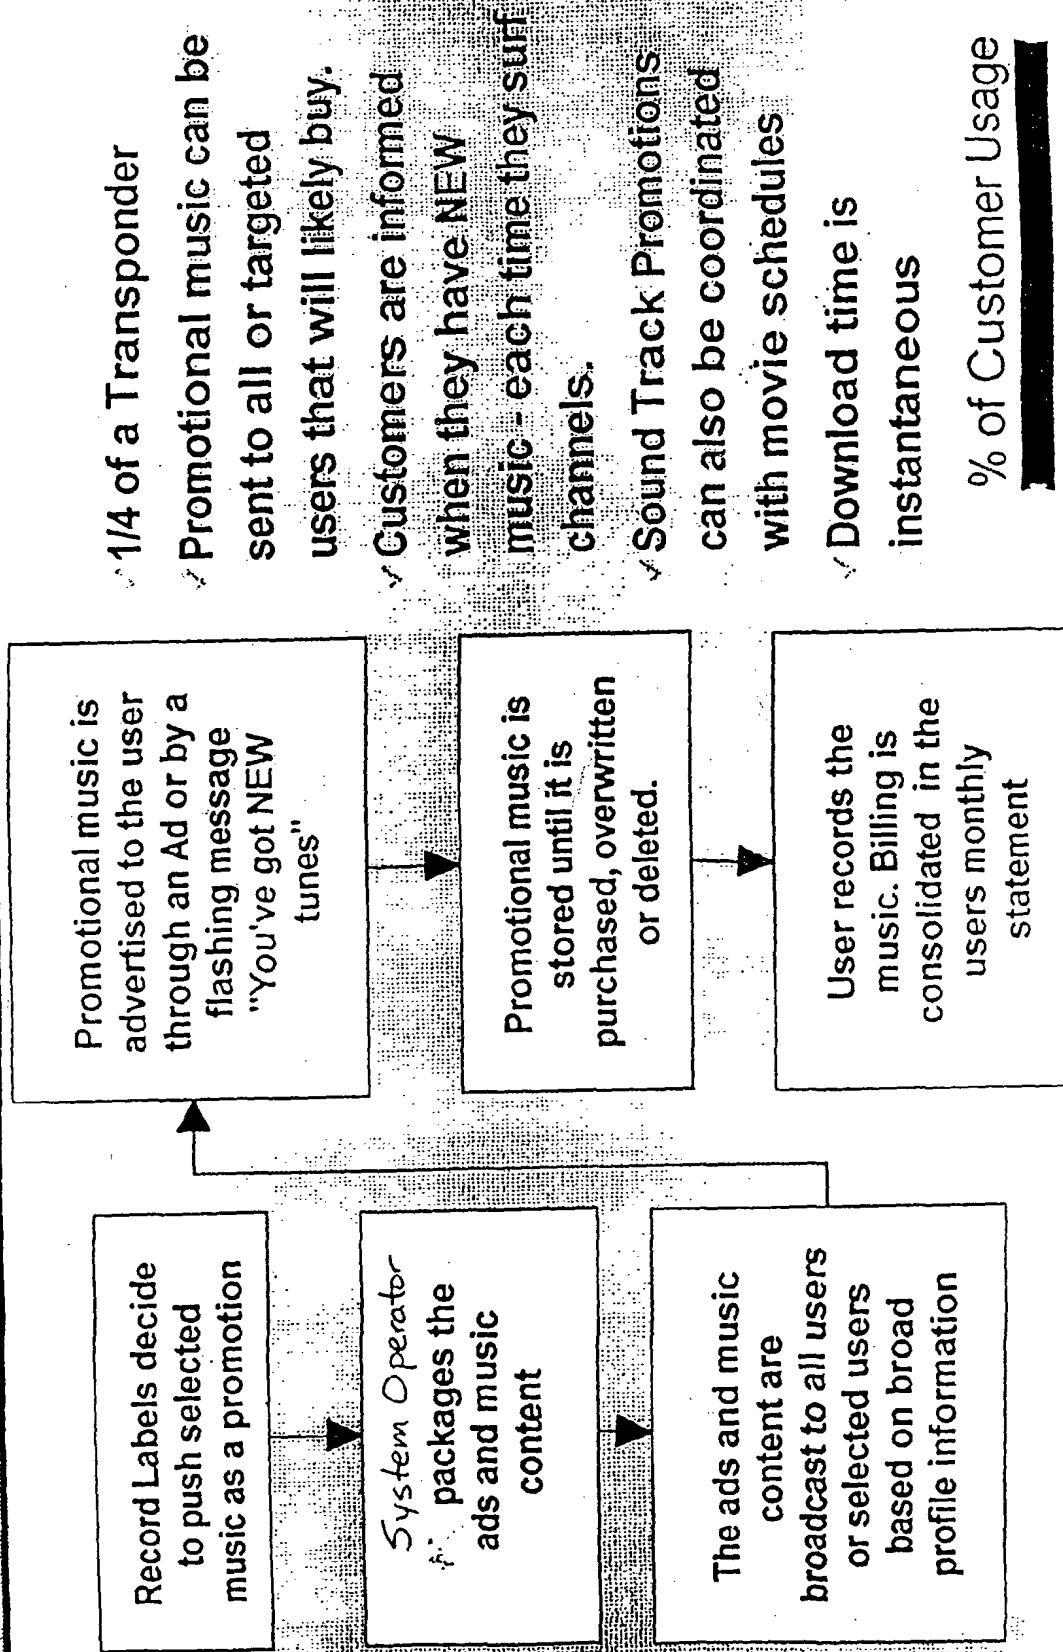 Record Labels decide
to push selected
music as a promotion
System Operator
packages the
ads and music
content
The ads and music
content are
broadcast to all users
or selected users
based on broad
profile information
Promotional music is
advertised to the user
through an Ad or by a
flashing message
"You've got NEW
tunes"
Promotional music is
stored until it is
purchased, overwritten
or deleted.
User records the
music. Billing is
consolidated in the
users monthly
statement
✓ 1/4 of a Transponder
✓ Promotional music can be
sent to all or targeted
users that will likely buy.
✓ Customers are informed
when they have NEW
music - each time they surf
channels.
✓ Sound Track Promotions
can also be coordinated
with movie schedules
✓ Download time is
instantaneous
% of Customer Usage